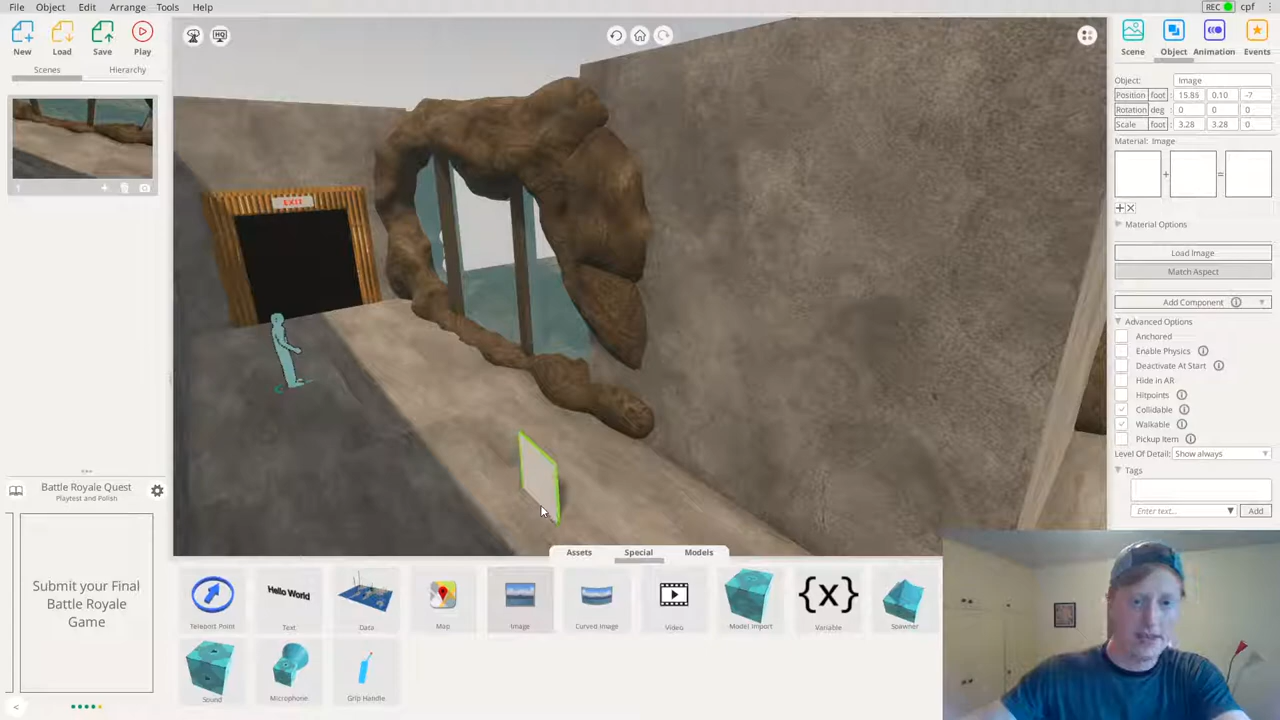 File Object Edit Arrange Tools Help
REC cpf
New Load Save Play
Scene Object Animation Events
Scenes Hierarchy
HQ
Object: Image
Position foot : 15.8 0.10 -7
Rotation deg : 0 0 0
Scale foot : 3.28 3.28 0
Material: Image
+ =
EXIT
1
Material Options
Load Image
Match Aspect
Add Component
Advanced Options
Anchored
Enable Physics
Deactivate At Start
Hide in AR
Hitpoints
Collidable
Walkable
Pickup Item
Level Of Detail: Show always
Tags
Enter text... Add
Battle Royale Quest
Playtest and Polish
Submit your Final
Battle Royale
Game
<
Assets Special Models
Hello World
{x}
Teleport Point Text Data Map Image Curved Image Video Model Import Variable Spawner
Sound Microphone Grip Handle